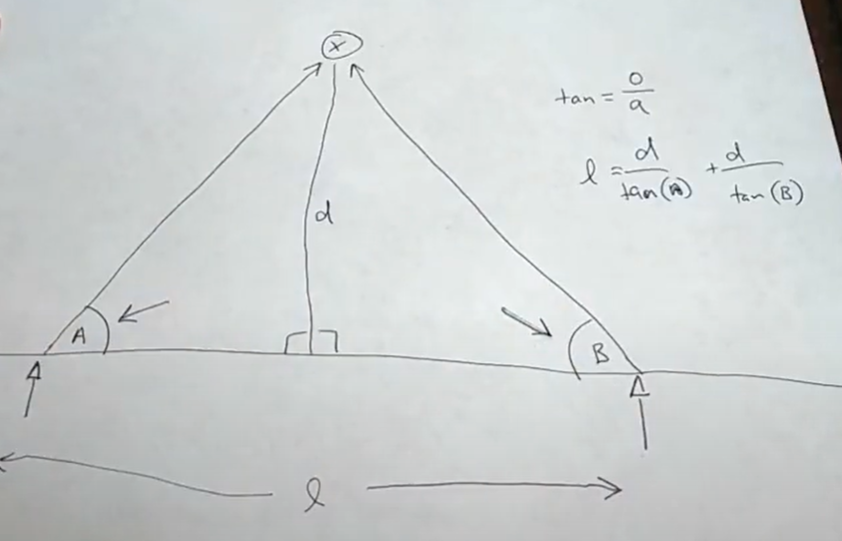 x
tan = o/a
l = d/tan(A) + d/tan(B)
d
A
B
l